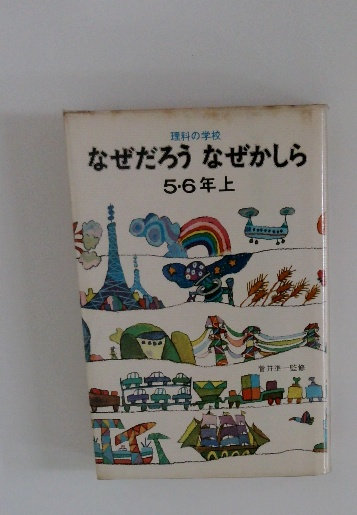 理科の学校
なぜだろう なぜかしら
5·6年上
菅井準一監修